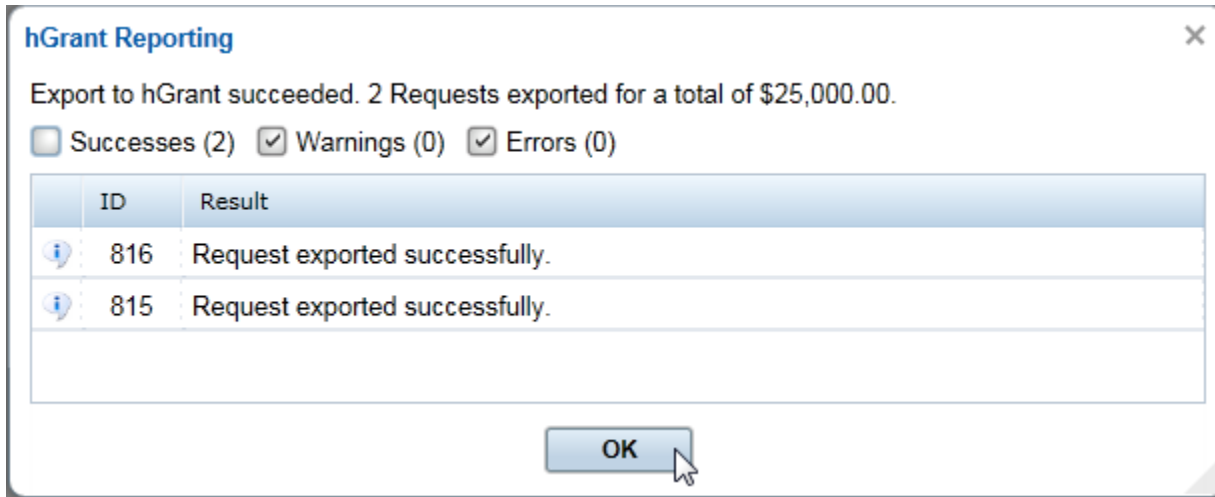 hGrant Reporting
Export to hGrant succeeded. 2 Requests exported for a total of $25,000.00.
Successes (2) Warnings (0) Errors (0)
ID Result
816 Request exported successfully.
815 Request exported successfully.
OK